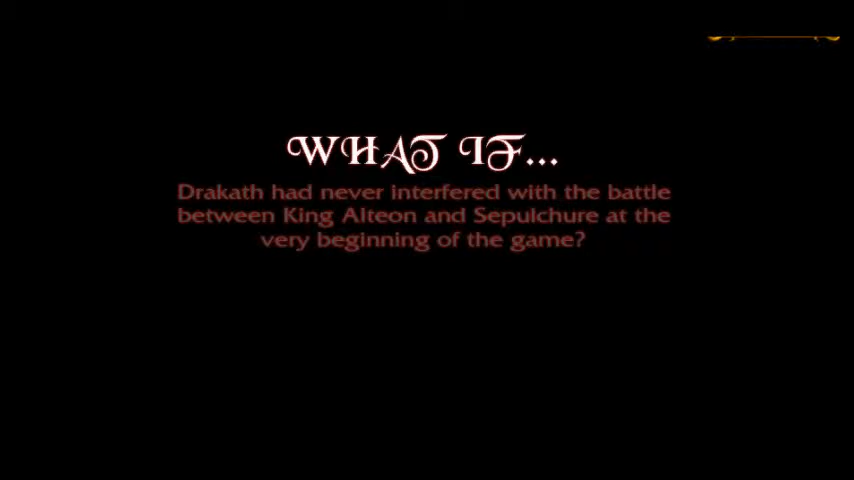 WHAT IF...
Drakath had never interfered with the battle
between King Alteon and Sepulchure at the
very beginning of the game?